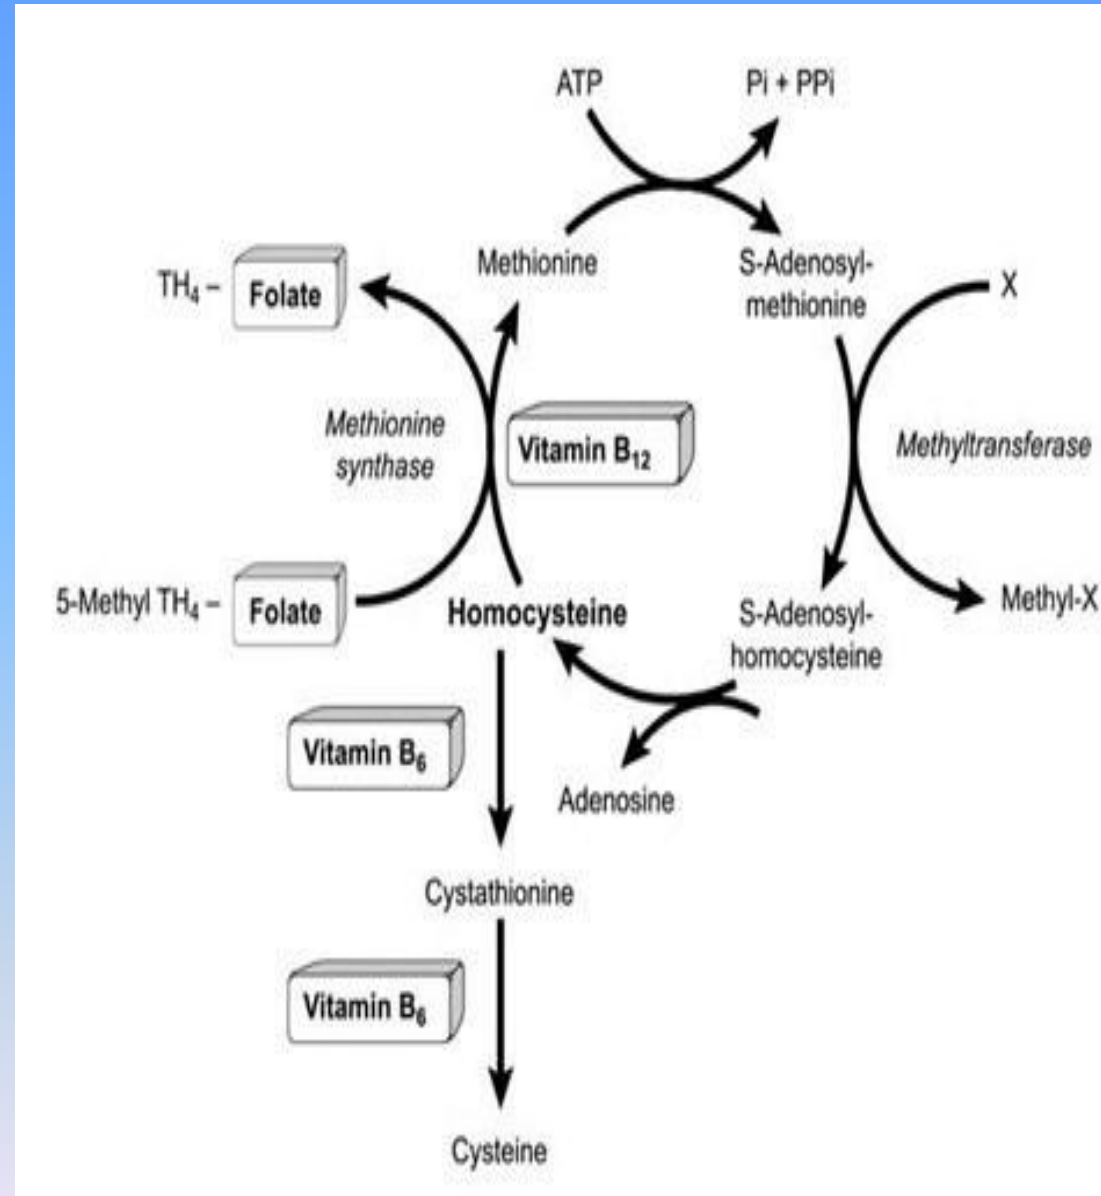 ATP
Pi + PPi
Methionine
S-Adenosyl-
methionine
X
TH₄ –
Folate
Methionine
synthase
Vitamin B₁₂
Methyltransferase
5-Methyl TH₄ –
Folate
Homocysteine
S-Adenosyl-
homocysteine
Methyl-X
Vitamin B₆
Adenosine
Cystathionine
Vitamin B₆
Cysteine